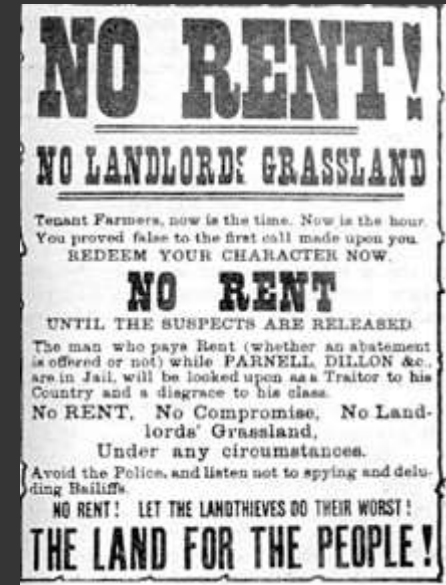 NO RENT!
NO LANDLORDS GRASSLAND
Tenant Farmers, now is the time. Now is the hour.
You proved false to the first call made upon you.
REDEEM YOUR CHARACTER NOW.
NO RENT
UNTIL THE SUSPECTS ARE RELEASED.
The man who pays Rent (whether an abatement
is offered or not) while PARNELL, DILLON &c.,
are in Jail, will be looked upon as a Traitor to his
Country and a disgrace to his class.
No RENT, No Compromise, No Land-
lords' Grassland,
Under any circumstances.
Avoid the Police, and listen not to spying and delu-
ding Bailiffs.
NO RENT! LET THE LANDTHIEVES DO THEIR WORST!
THE LAND FOR THE PEOPLE!